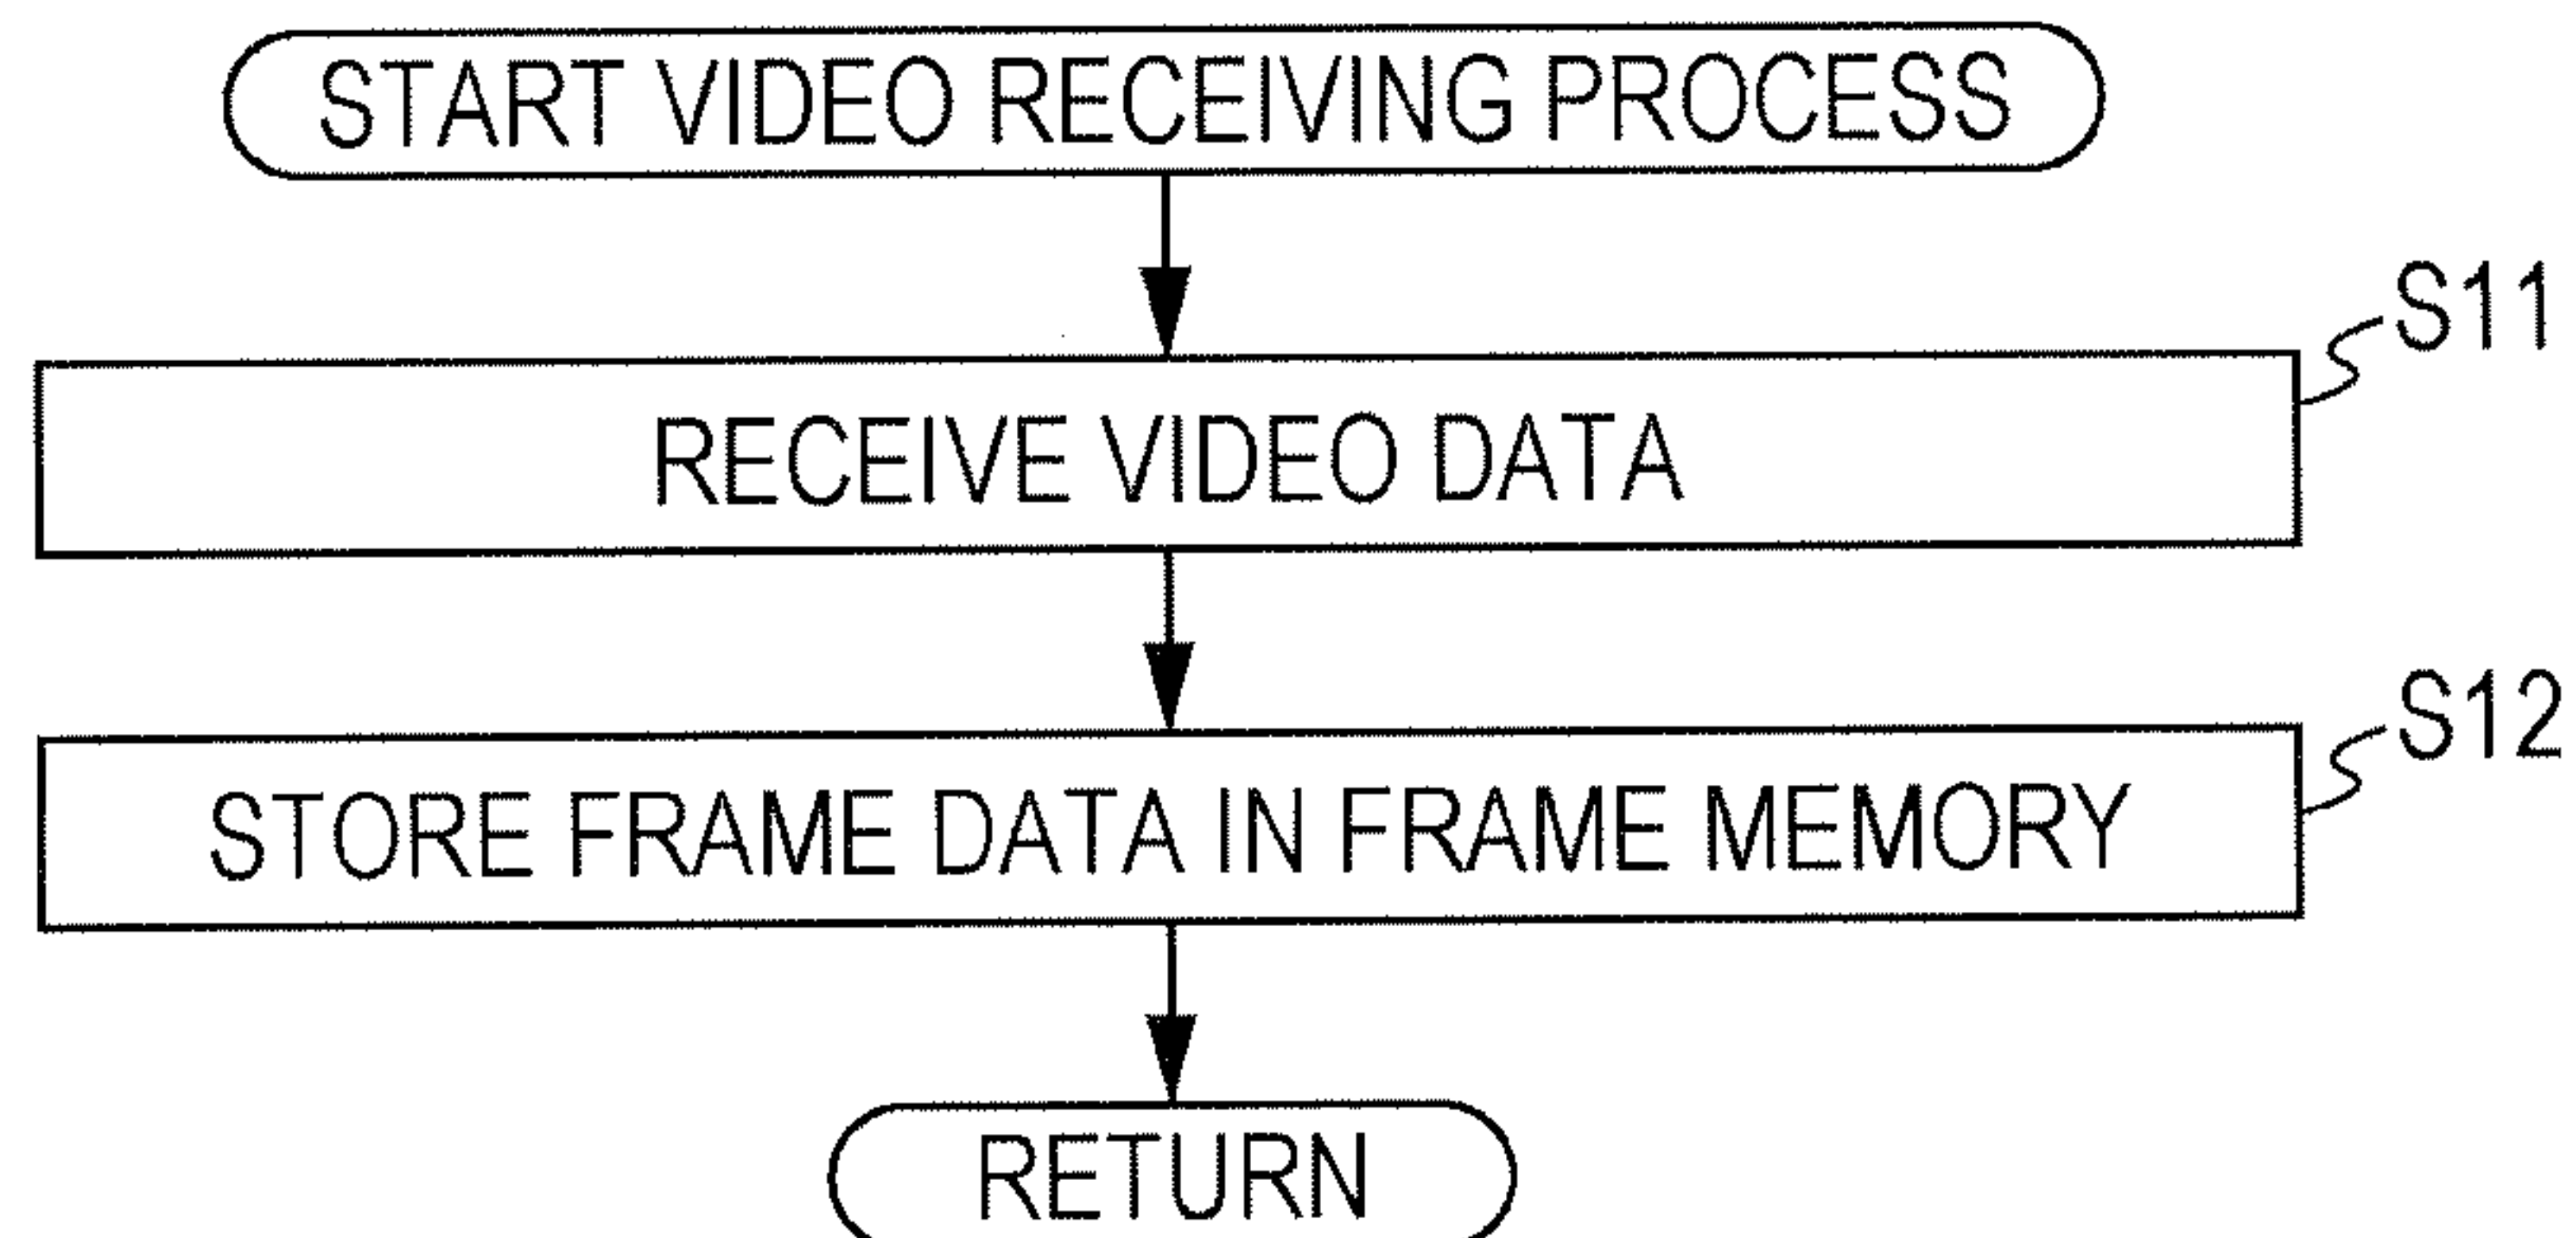 START VIDEO RECEIVING PROCESS
S11
RECEIVE VIDEO DATA
S12
STORE FRAME DATA IN FRAME MEMORY
RETURN